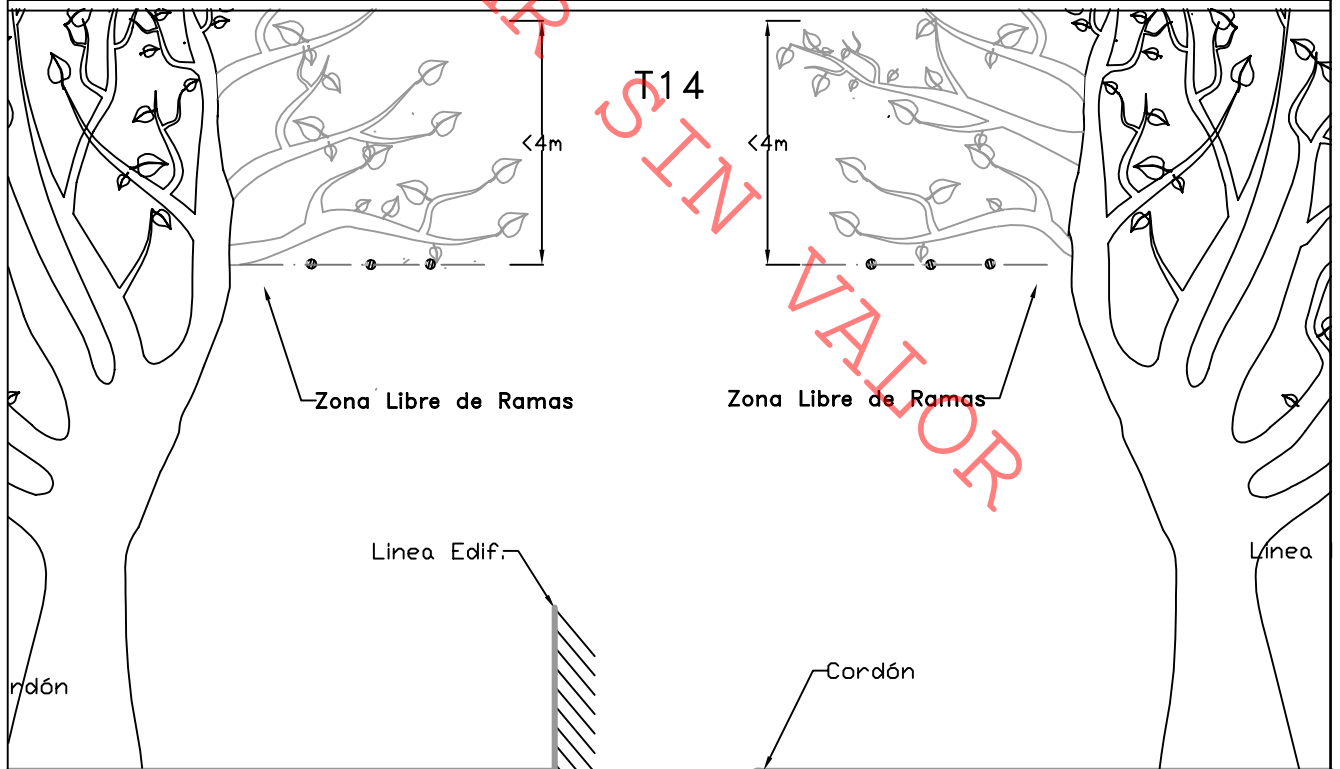 T14
<4m
<4m
SIN VALOR
Zona Libre de Ramas
Zona Libre de Ramas
Linea Edif.
Linea
Cordón
rdón